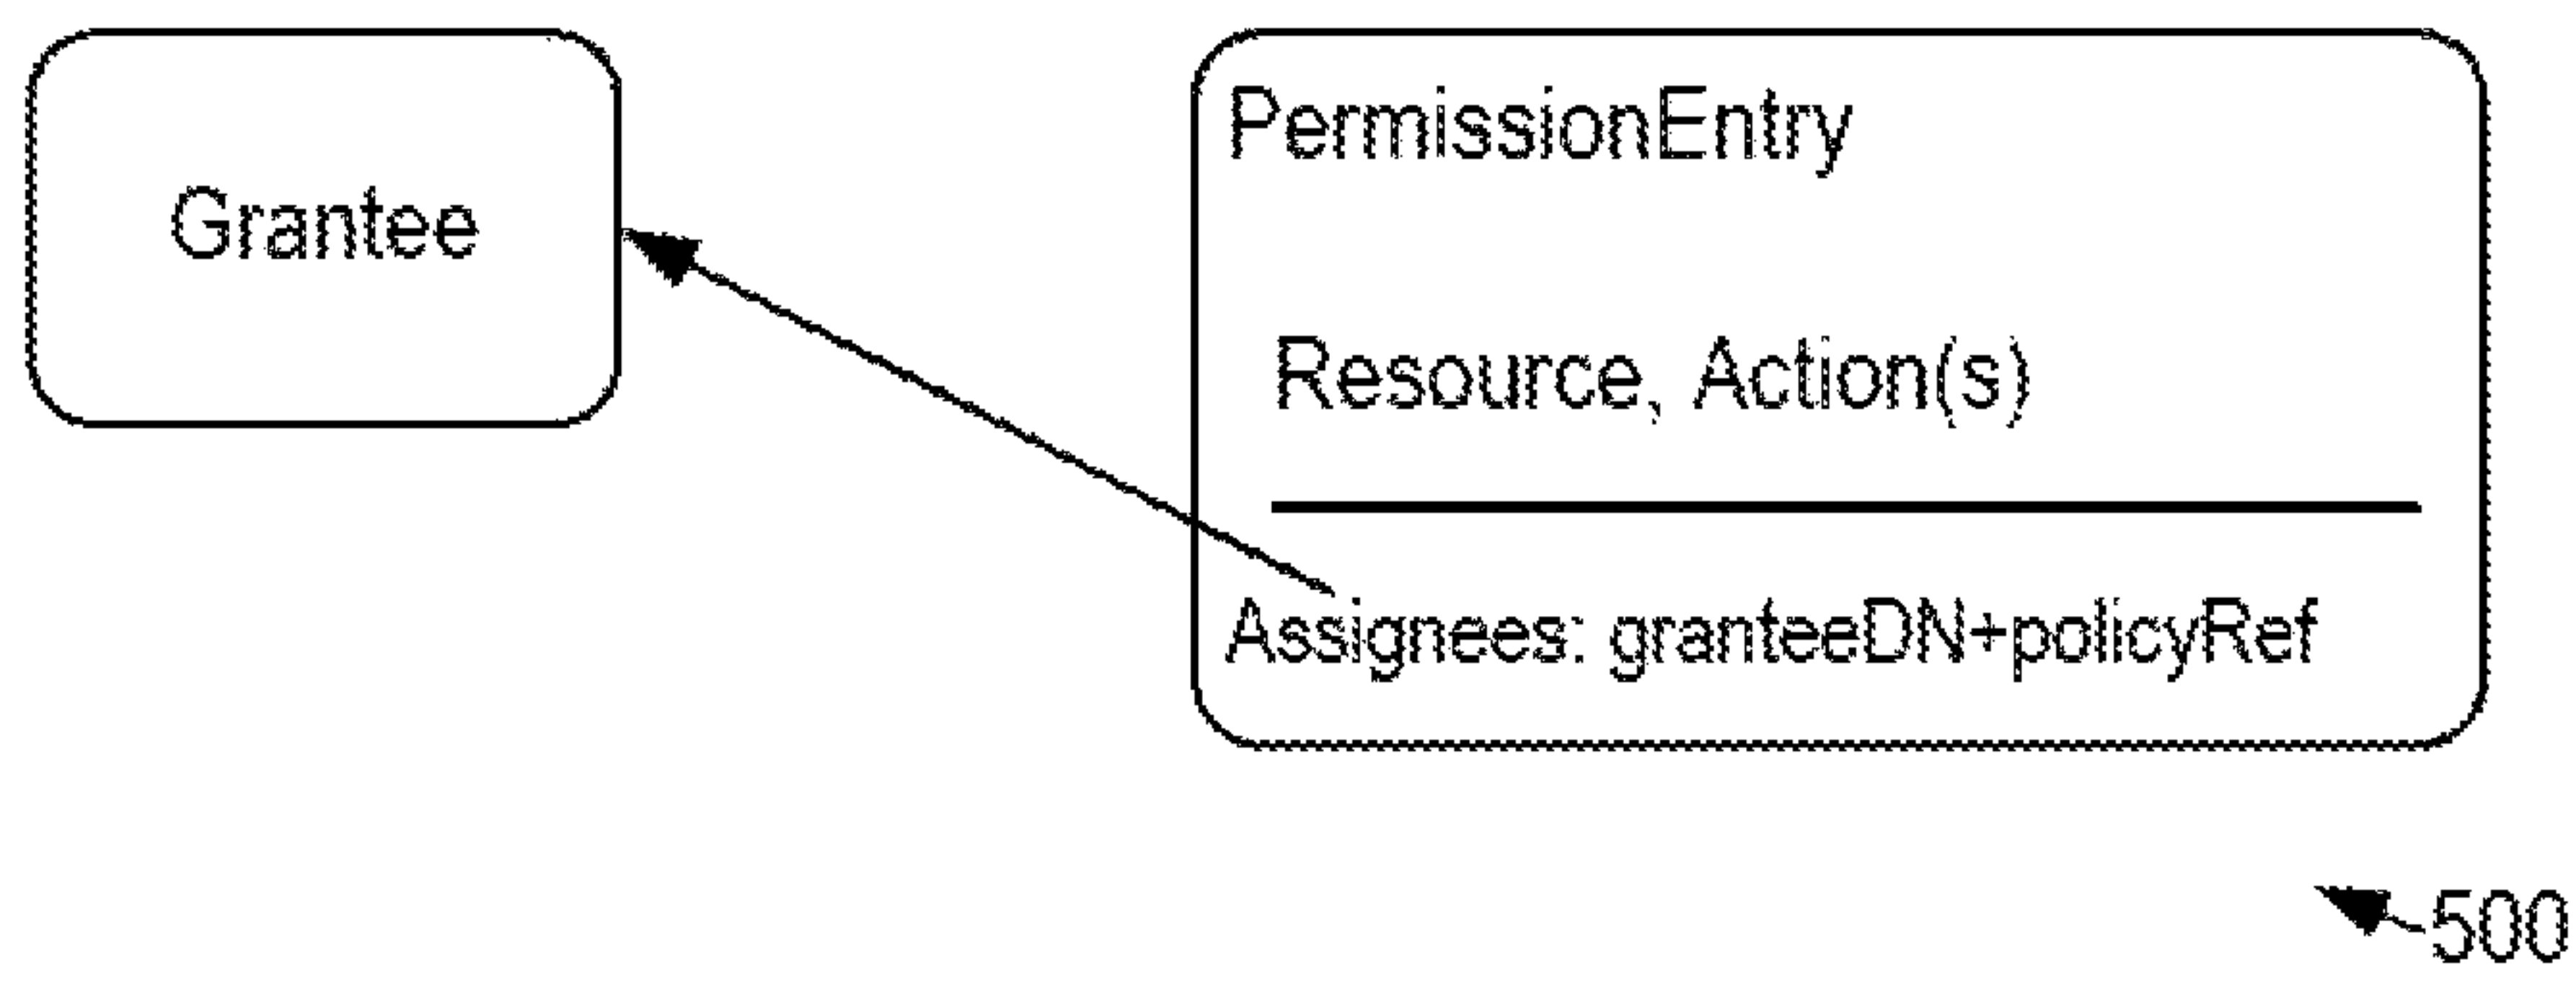 Grantee
PermissionEntry
Resource, Action(s)
Assignees: granteeDN+policyRef
500